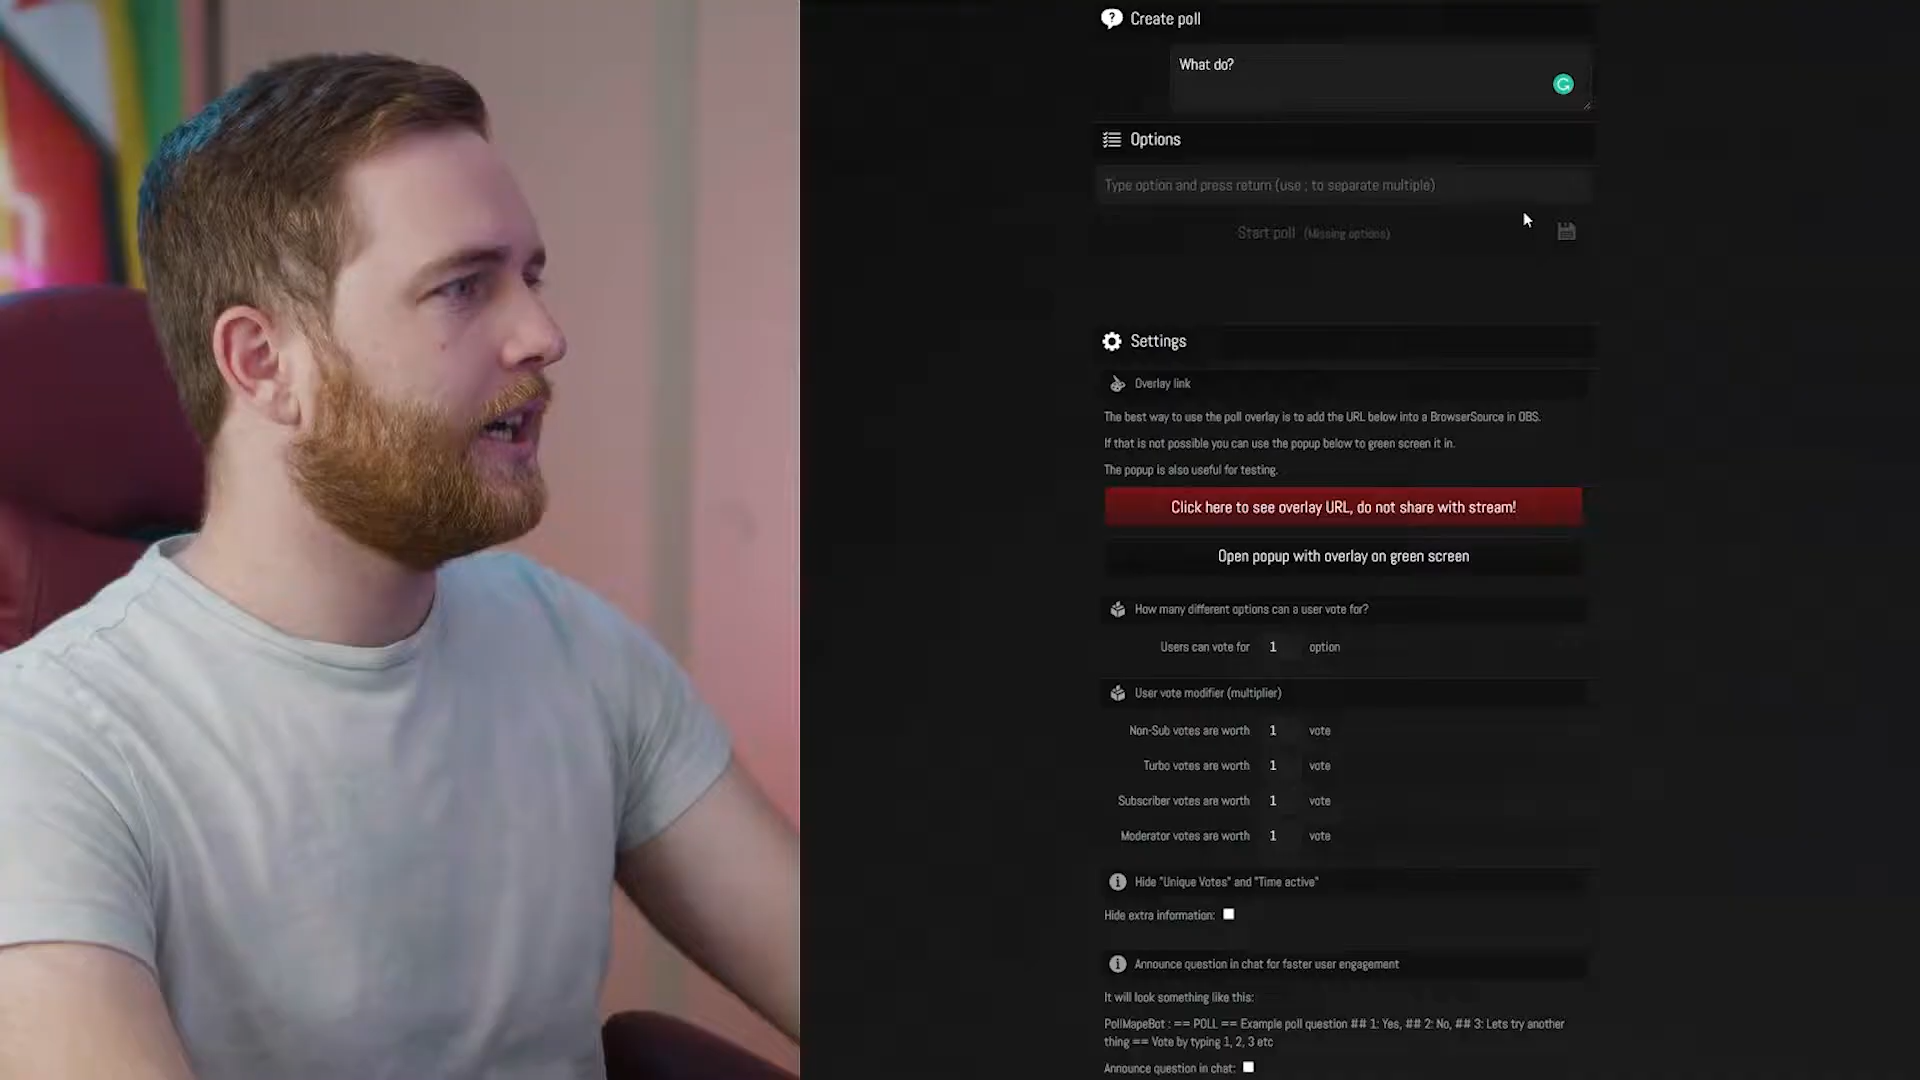 Create poll
What do?
Options
Type option and press return (use ; to separate multiple)
Start poll (Missing options)
Settings
Overlay link
The best way to use the poll overlay is to add the URL below into a BrowserSource in OBS.
If that is not possible you can use the popup below to green screen it in.
The popup is also useful for testing.
Click here to see overlay URL, do not share with stream!
Open popup with overlay on green screen
How many different options can a user vote for?
Users can vote for 1 option
User vote modifier (multiplier)
Non-Sub votes are worth 1 vote
Turbo votes are worth 1 vote
Subscriber votes are worth 1 vote
Moderator votes are worth 1 vote
Hide "Unique Votes" and "Time active"
Hide extra information:
Announce question in chat for faster user engagement
It will look something like this:
PollMapeBot : == POLL == Example poll question ## 1: Yes, ## 2: No, ## 3: Lets try another
thing == Vote by typing 1, 2, 3 etc
Announce question in chat: